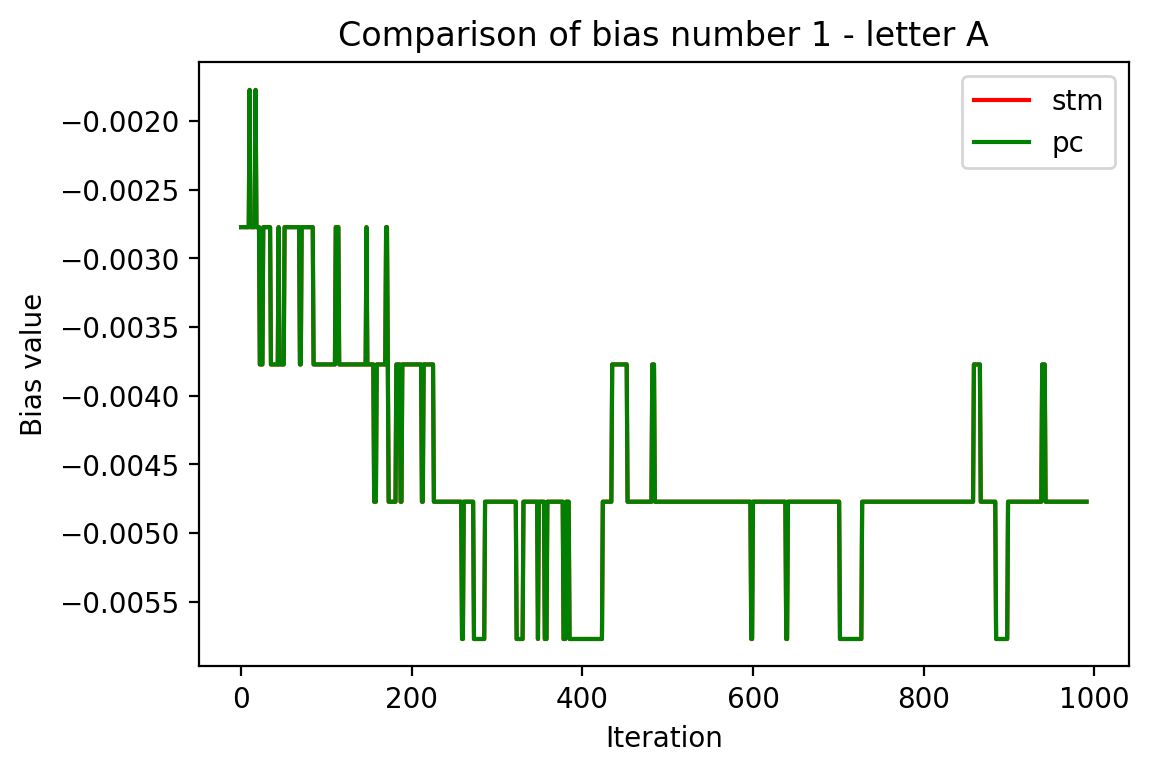 Comparison of bias number 1 - letter A
stm
pc
−0.0020
−0.0025
−0.0030
−0.0035
−0.0040
−0.0045
−0.0050
−0.0055
Bias value
0 200 400 600 800 1000
Iteration